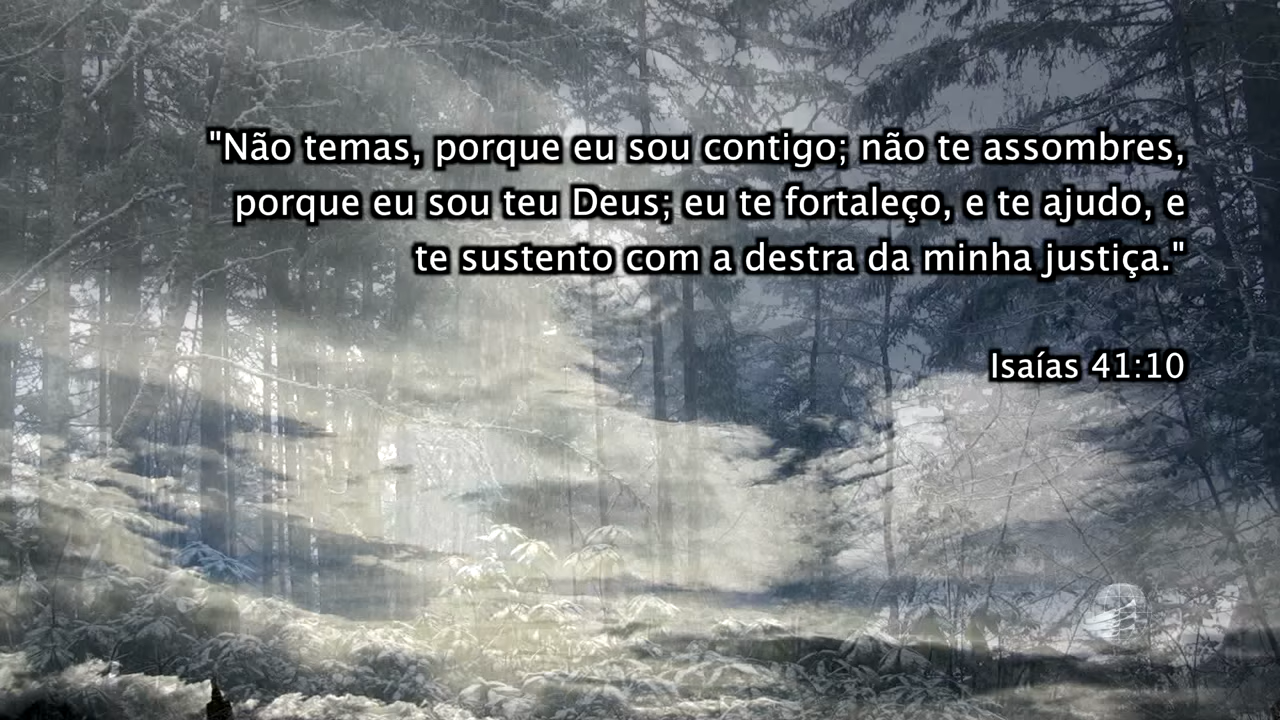 "Não temas, porque eu sou contigo; não te assombres,
porque eu sou teu Deus; eu te fortaleço, e te ajudo, e
te sustento com a destra da minha justiça."
Isaías 41:10